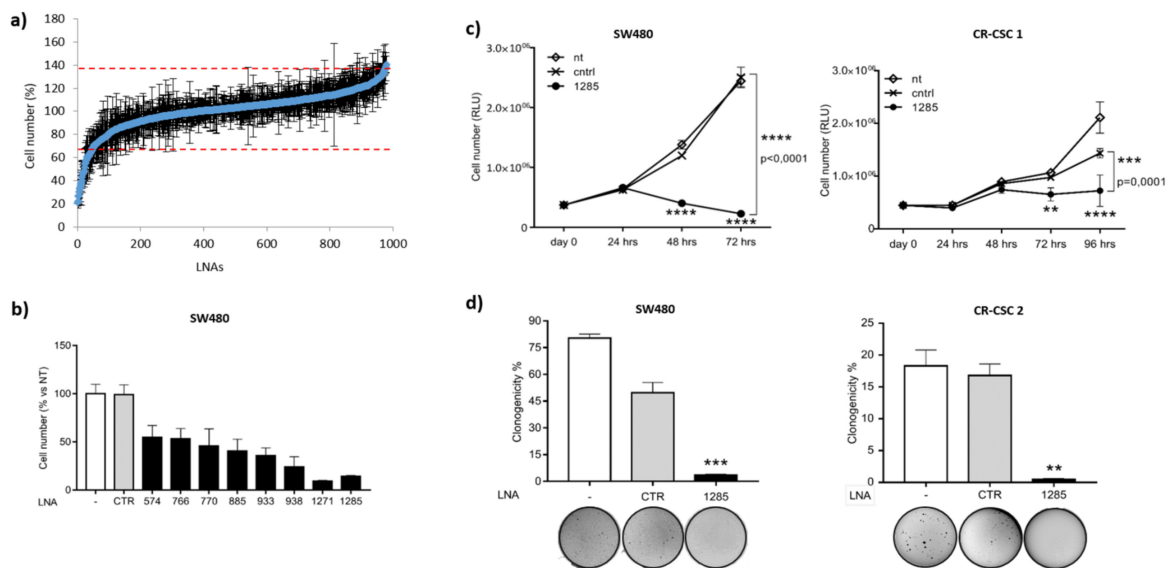 a)
Cell number (%)
180
160
140
120
100
80
60
40
20
0
0 200 400 600 800 1000
LNAs
b)
SW480
Cell number (% vs NT)
150
100
50
0
LNA - CTR 574 766 770 885 933 938 1271 1285
c)
SW480
Cell number (RLU)
3.0×10⁰⁶
2.0×10⁰⁶
1.0×10⁰⁶
0
nt
cntrl
1285
****
p<0,0001
****
****
day 0 24 hrs 48 hrs 72 hrs
CR-CSC 1
Cell number (RLU)
3.0×10⁰⁶
2.0×10⁰⁶
1.0×10⁰⁶
0
nt
cntrl
1285
***
p=0,0001
**
****
day 0 24 hrs 48 hrs 72 hrs 96 hrs
d)
SW480
Clonogenicity %
90
75
60
45
30
15
0
***
LNA - CTR 1285
CR-CSC 2
Clonogenicity %
25
20
15
10
5
0
**
LNA - CTR 1285